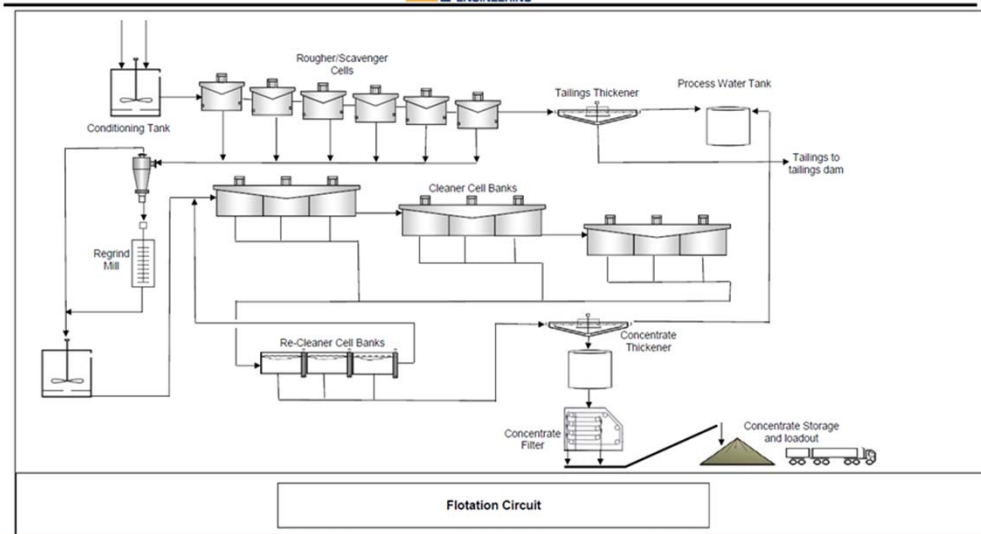 ENGINEERING
Rougher/Scavenger
Cells
Tailings Thickener
Process Water Tank
Conditioning Tank
Tailings to
tailings dam
Cleaner Cell Banks
Regrind
Mill
Re-Cleaner Cell Banks
Concentrate
Thickener
Concentrate
Filter
Concentrate Storage
and loadout
Flotation Circuit